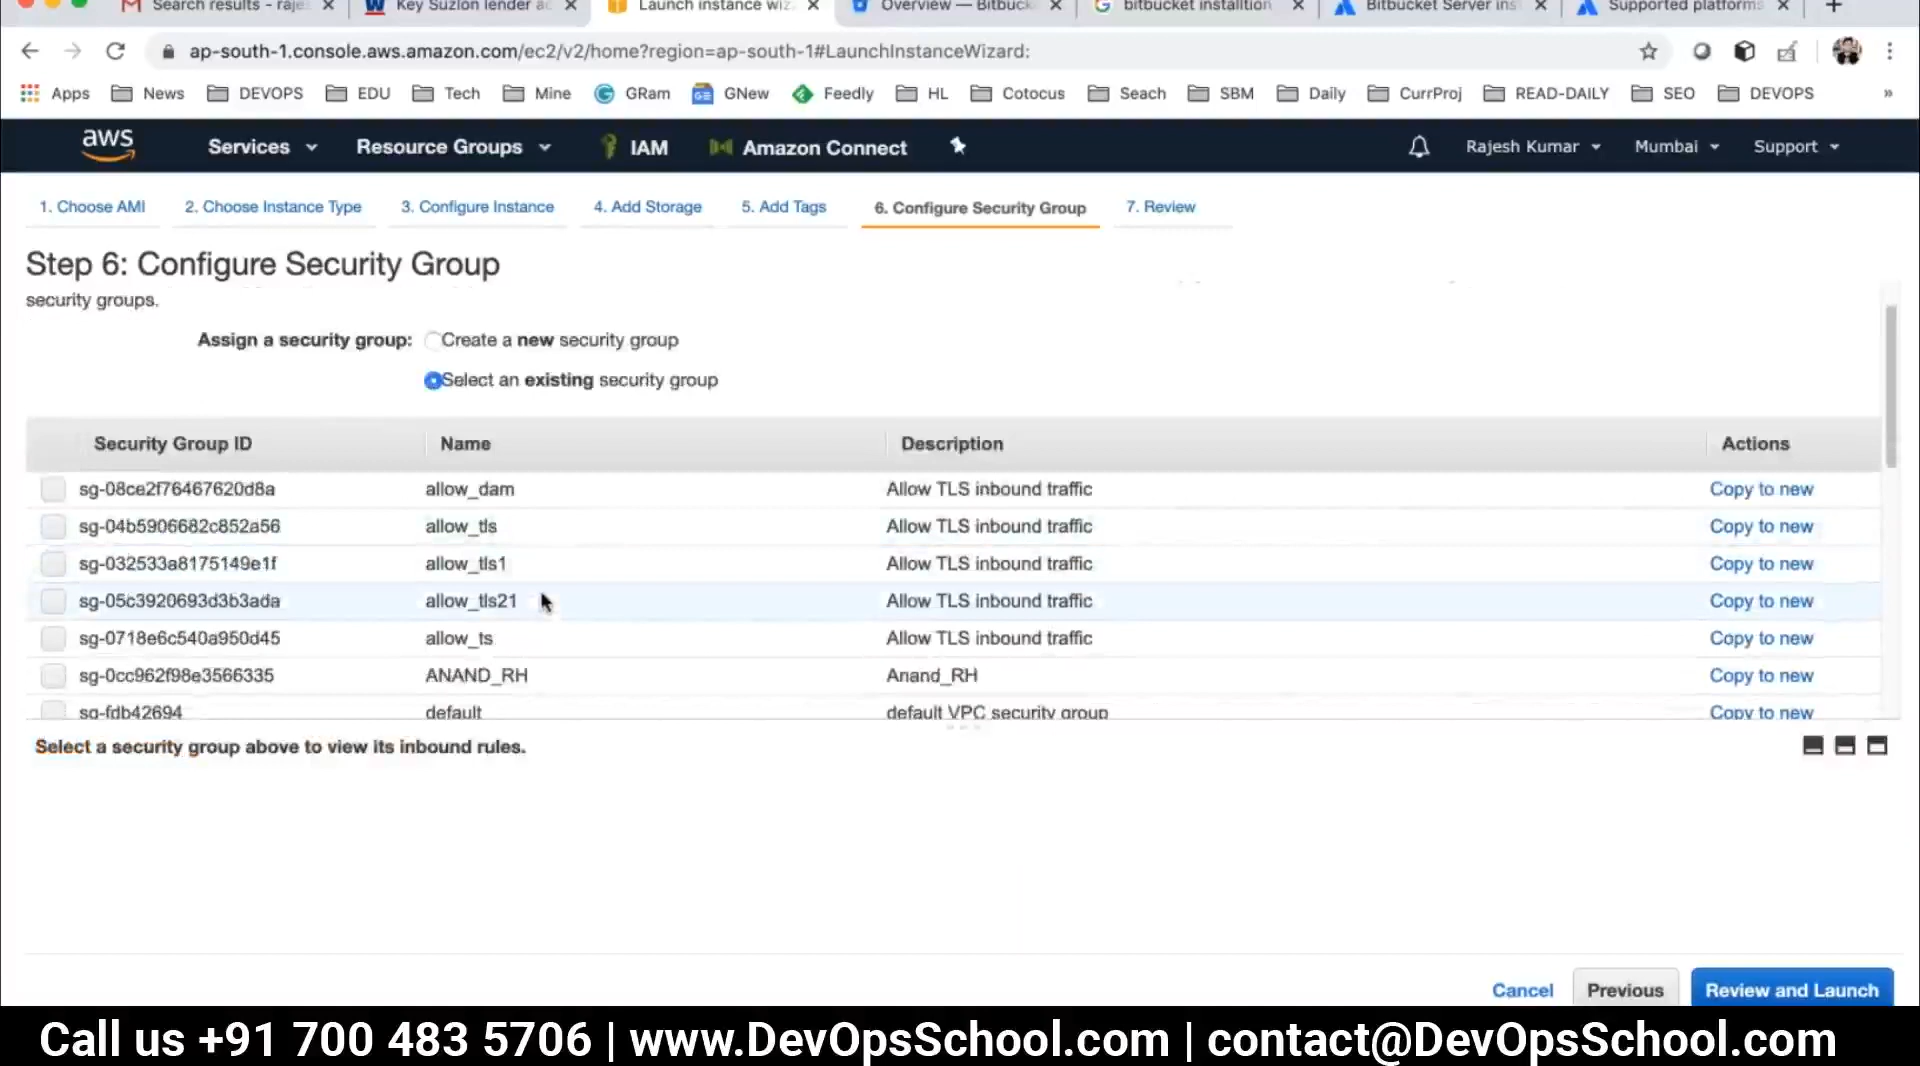 Search results - raje
Key Suzlon lender a
Launch instance wiz
Overview — Bitbuck
bitbucket installtion
Bitbucket Server ins
Supported platforms
ap-south-1.console.aws.amazon.com/ec2/v2/home?region=ap-south-1#LaunchInstanceWizard:
Apps News DEVOPS EDU Tech Mine GRam GNew Feedly HL Cotocus Seach SBM Daily CurrProj READ-DAILY SEO DEVOPS »
aws Services Resource Groups IAM Amazon Connect Rajesh Kumar Mumbai Support
1. Choose AMI 2. Choose Instance Type 3. Configure Instance 4. Add Storage 5. Add Tags 6. Configure Security Group 7. Review
Step 6: Configure Security Group
security groups.
Assign a security group: Create a new security group
Select an existing security group
Security Group ID Name Description Actions
sg-08ce2f76467620d8a allow_dam Allow TLS inbound traffic Copy to new
sg-04b5906682c852a56 allow_tls Allow TLS inbound traffic Copy to new
sg-032533a8175149e1f allow_tls1 Allow TLS inbound traffic Copy to new
sg-05c3920693d3b3ada allow_tls21 Allow TLS inbound traffic Copy to new
sg-0718e6c540a950d45 allow_ts Allow TLS inbound traffic Copy to new
sg-0cc962f98e3566335 ANAND_RH Anand_RH Copy to new
sg-fdb42694 default default VPC security group Copy to new
Select a security group above to view its inbound rules.
Cancel Previous Review and Launch
Call us +91 700 483 5706 | www.DevOpsSchool.com | contact@DevOpsSchool.com